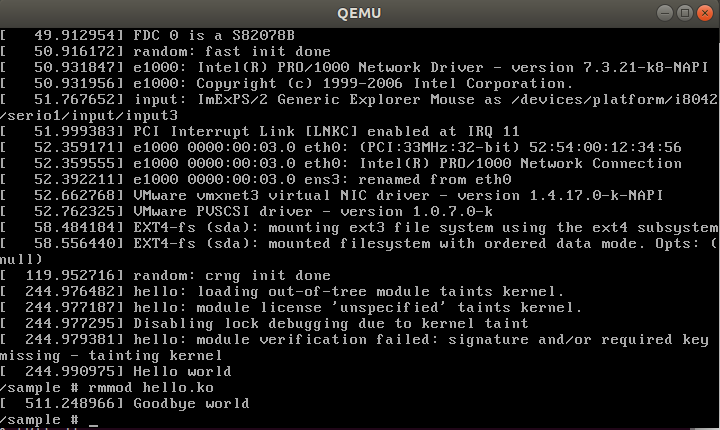 QEMU
[   49.912954] FDC 0 is a S82078B
[   50.916172] random: fast init done
[   50.931847] e1000: Intel(R) PRO/1000 Network Driver - version 7.3.21-k8-NAPI
[   50.931956] e1000: Copyright (c) 1999-2006 Intel Corporation.
[   51.767652] input: ImExPS/2 Generic Explorer Mouse as /devices/platform/i8042
/serio1/input/input3
[   51.999383] PCI Interrupt Link [LNKC] enabled at IRQ 11
[   52.359171] e1000 0000:00:03.0 eth0: (PCI:33MHz:32-bit) 52:54:00:12:34:56
[   52.359555] e1000 0000:00:03.0 eth0: Intel(R) PRO/1000 Network Connection
[   52.392211] e1000 0000:00:03.0 ens3: renamed from eth0
[   52.662768] VMware vmxnet3 virtual NIC driver - version 1.4.17.0-k-NAPI
[   52.762325] VMware PVSCSI driver - version 1.0.7.0-k
[   58.484184] EXT4-fs (sda): mounting ext3 file system using the ext4 subsystem
[   58.556440] EXT4-fs (sda): mounted filesystem with ordered data mode. Opts: (
null)
[  119.952716] random: crng init done
[  244.976482] hello: loading out-of-tree module taints kernel.
[  244.977187] hello: module license 'unspecified' taints kernel.
[  244.977295] Disabling lock debugging due to kernel taint
[  244.979381] hello: module verification failed: signature and/or required key
missing - tainting kernel
[  244.990975] Hello world
/sample # rmmod hello.ko
[  511.248966] Goodbye world
/sample # _